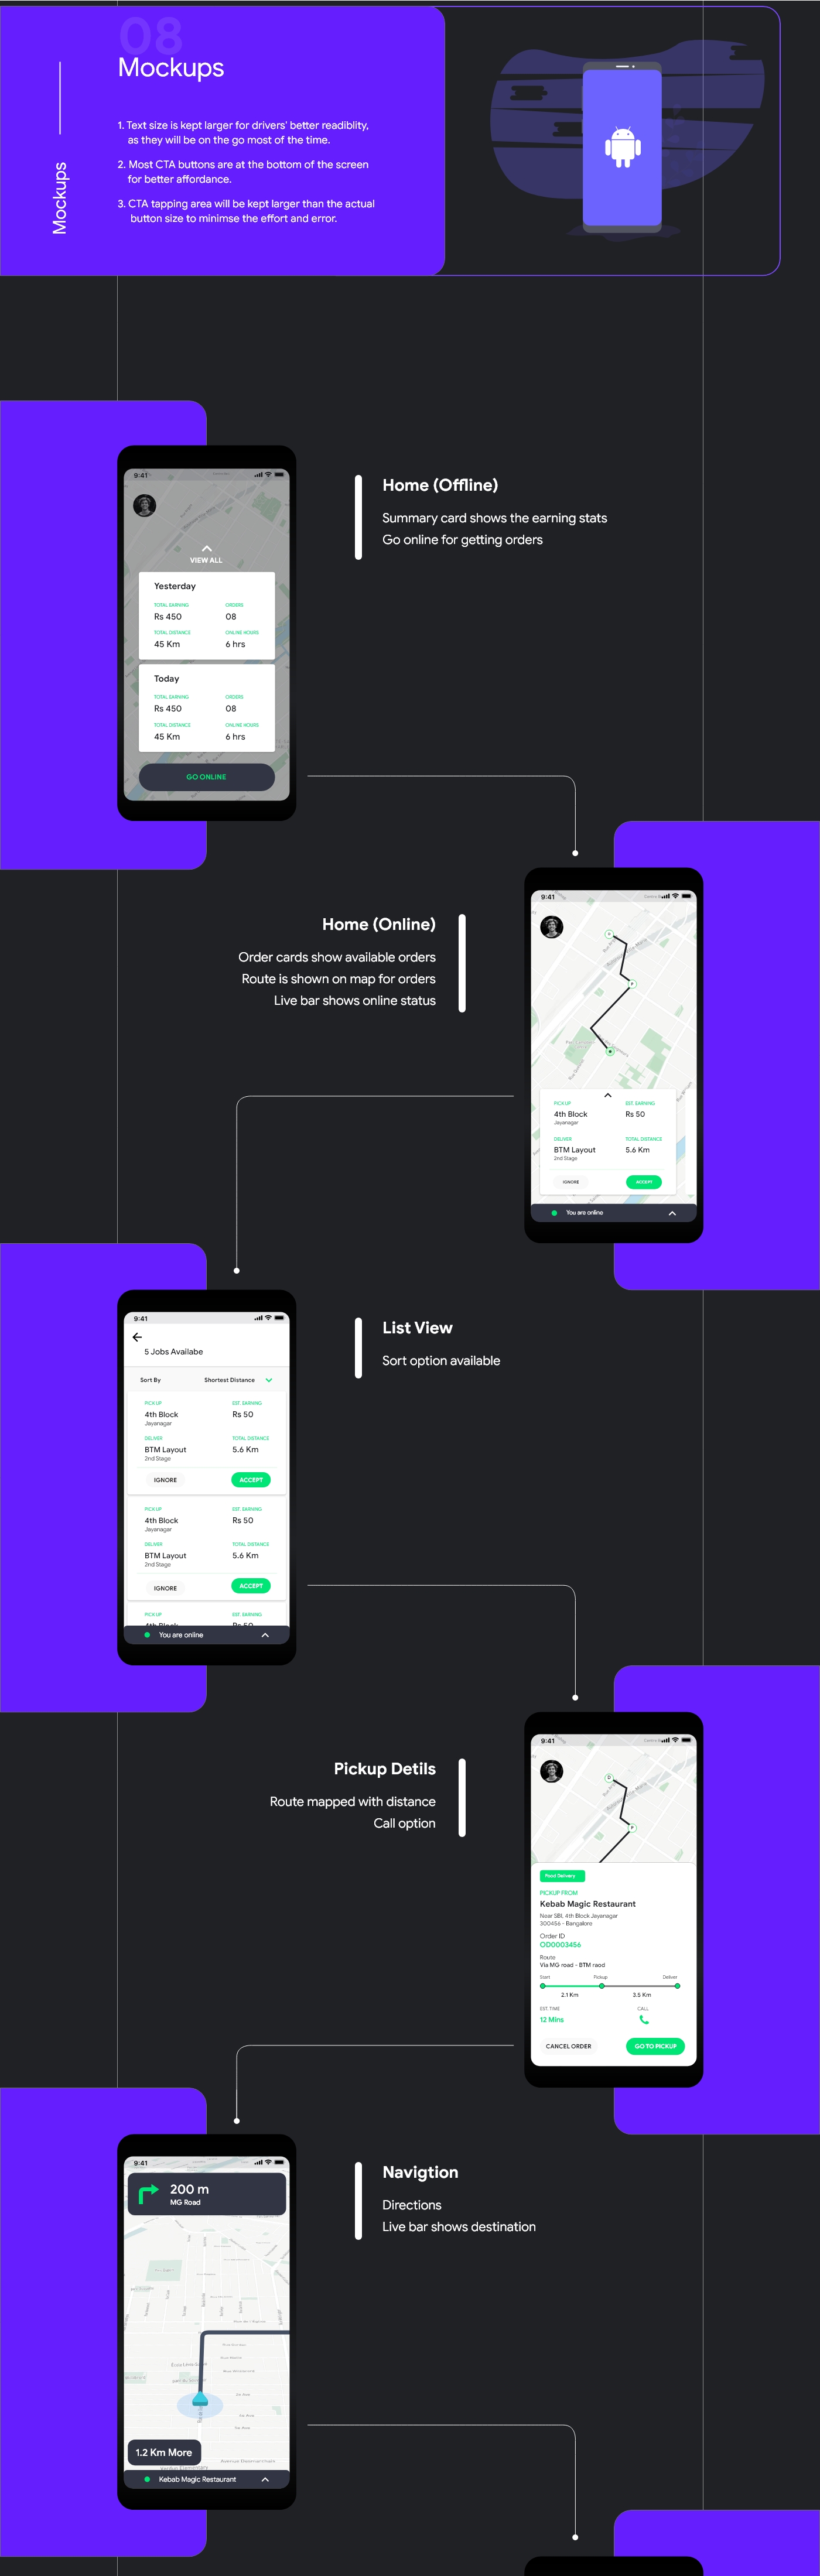 08
Mockups
Mockups
1. Text size is kept larger for drivers' better readiblity,
as they will be on the go most of the time.
2. Most CTA buttons are at the bottom of the screen
for better affordance.
3. CTA tapping area will be kept larger than the actual
button size to minimse the effort and error.
9:41
VIEW ALL
Yesterday
TOTAL EARNING ORDERS
Rs 450 08
TOTAL DISTANCE ONLINE HOURS
45 Km 6 hrs
Today
TOTAL EARNING ORDERS
Rs 450 08
TOTAL DISTANCE ONLINE HOURS
45 Km 6 hrs
GO ONLINE
Home (Offline)
Summary card shows the earning stats
Go online for getting orders
Home (Online)
Order cards show available orders
Route is shown on map for orders
Live bar shows online status
9:41
PICK UP EST. EARNING
4th Block Rs 50
Jayanagar
DELIVER TOTAL DISTANCE
BTM Layout 5.6 Km
2nd Stage
IGNORE ACCEPT
You are online
9:41
5 Jobs Availabe
Sort By Shortest Distance
PICK UP EST. EARNING
4th Block Rs 50
Jayanagar
DELIVER TOTAL DISTANCE
BTM Layout 5.6 Km
2nd Stage
IGNORE ACCEPT
PICK UP EST. EARNING
4th Block Rs 50
Jayanagar
DELIVER TOTAL DISTANCE
BTM Layout 5.6 Km
2nd Stage
IGNORE ACCEPT
PICK UP EST. EARNING
4th Block Rs 50
You are online
List View
Sort option available
Pickup Detils
Route mapped with distance
Call option
9:41
Food Delivery
PICKUP FROM
Kebab Magic Restaurant
Near SBI, 4th Block Jayanagar
300456 - Bangalore
Order ID
OD0003456
Route
Via MG road - BTM raod
Start Pickup Deliver
2.1 Km 3.5 Km
EST. TIME CALL
12 Mins
CANCEL ORDER GO TO PICKUP
9:41
200 m
MG Road
1.2 Km More
Kebab Magic Restaurant
Navigtion
Directions
Live bar shows destination